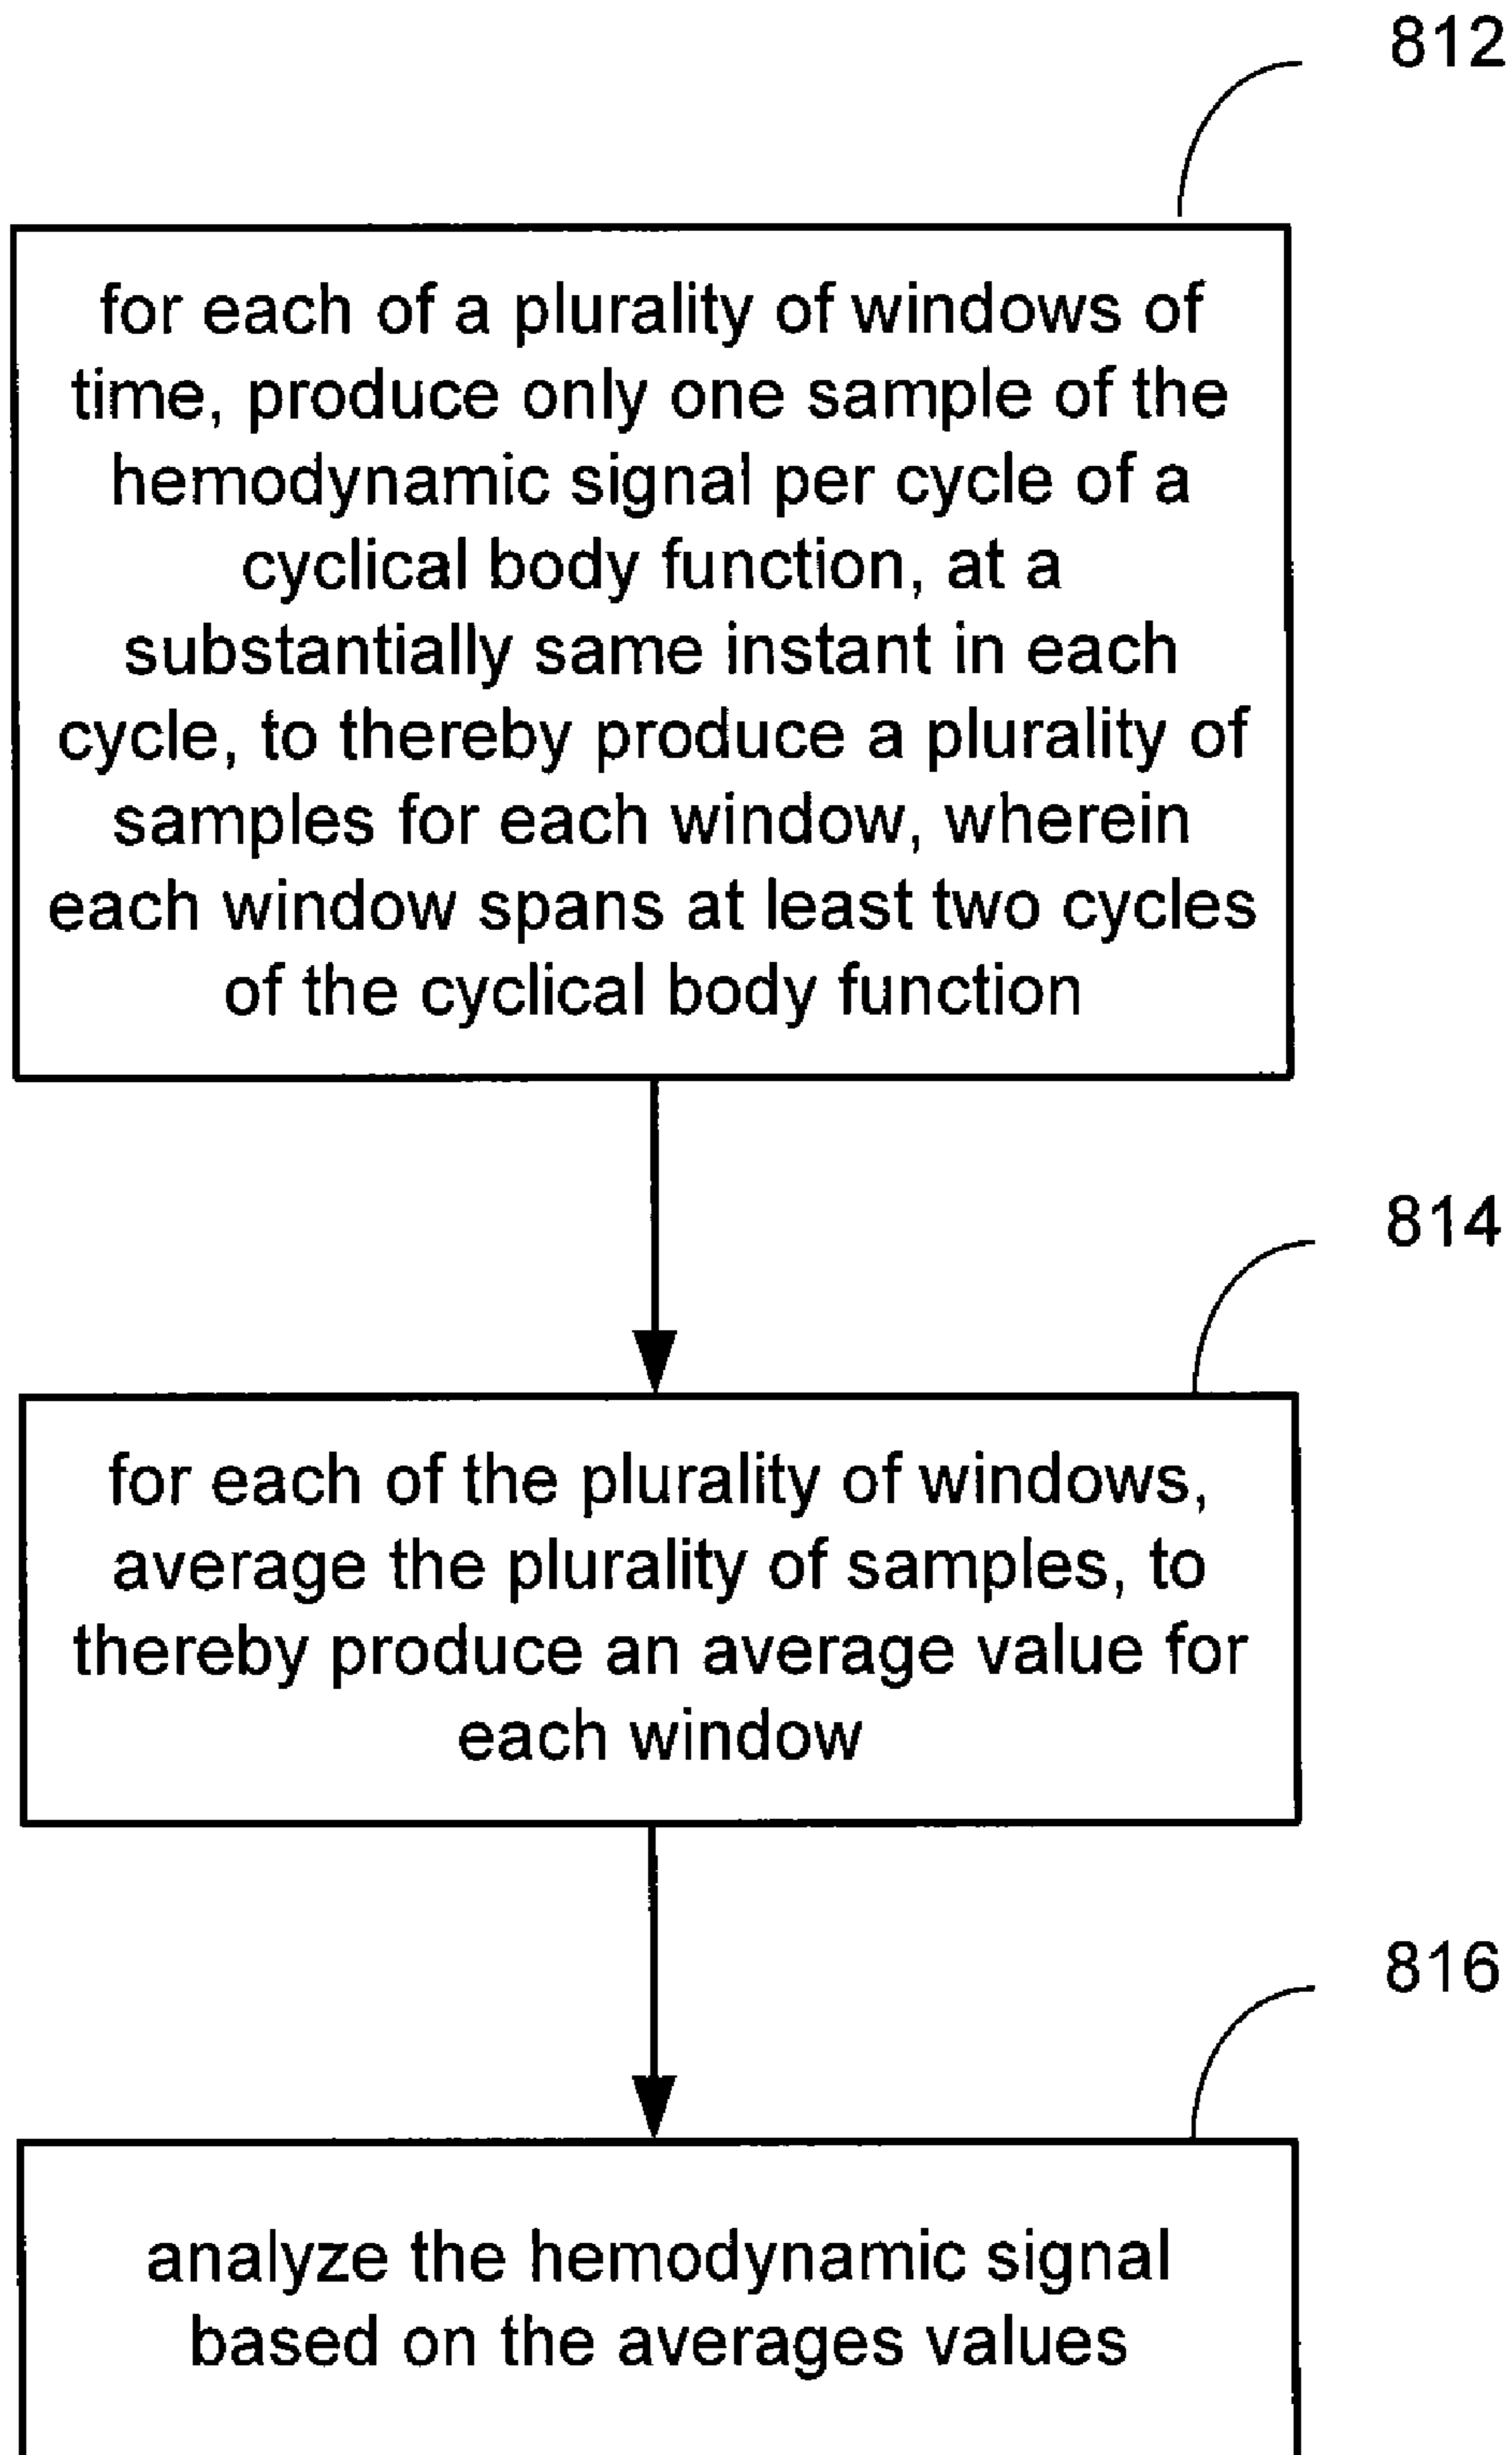 812
for each of a plurality of windows of
time, produce only one sample of the
hemodynamic signal per cycle of a
cyclical body function, at a
substantially same instant in each
cycle, to thereby produce a plurality of
samples for each window, wherein
each window spans at least two cycles
of the cyclical body function
814
for each of the plurality of windows,
average the plurality of samples, to
thereby produce an average value for
each window
816
analyze the hemodynamic signal
based on the averages values